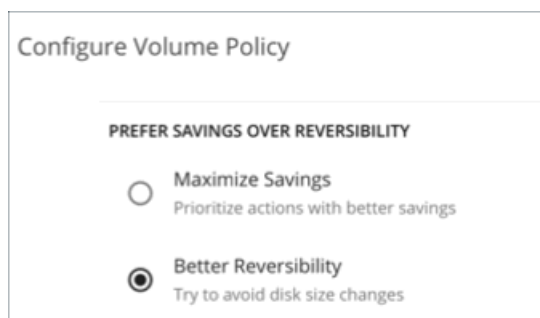 Configure Volume Policy
PREFER SAVINGS OVER REVERSIBILITY
Maximize Savings
Prioritize actions with better savings
Better Reversibility
Try to avoid disk size changes